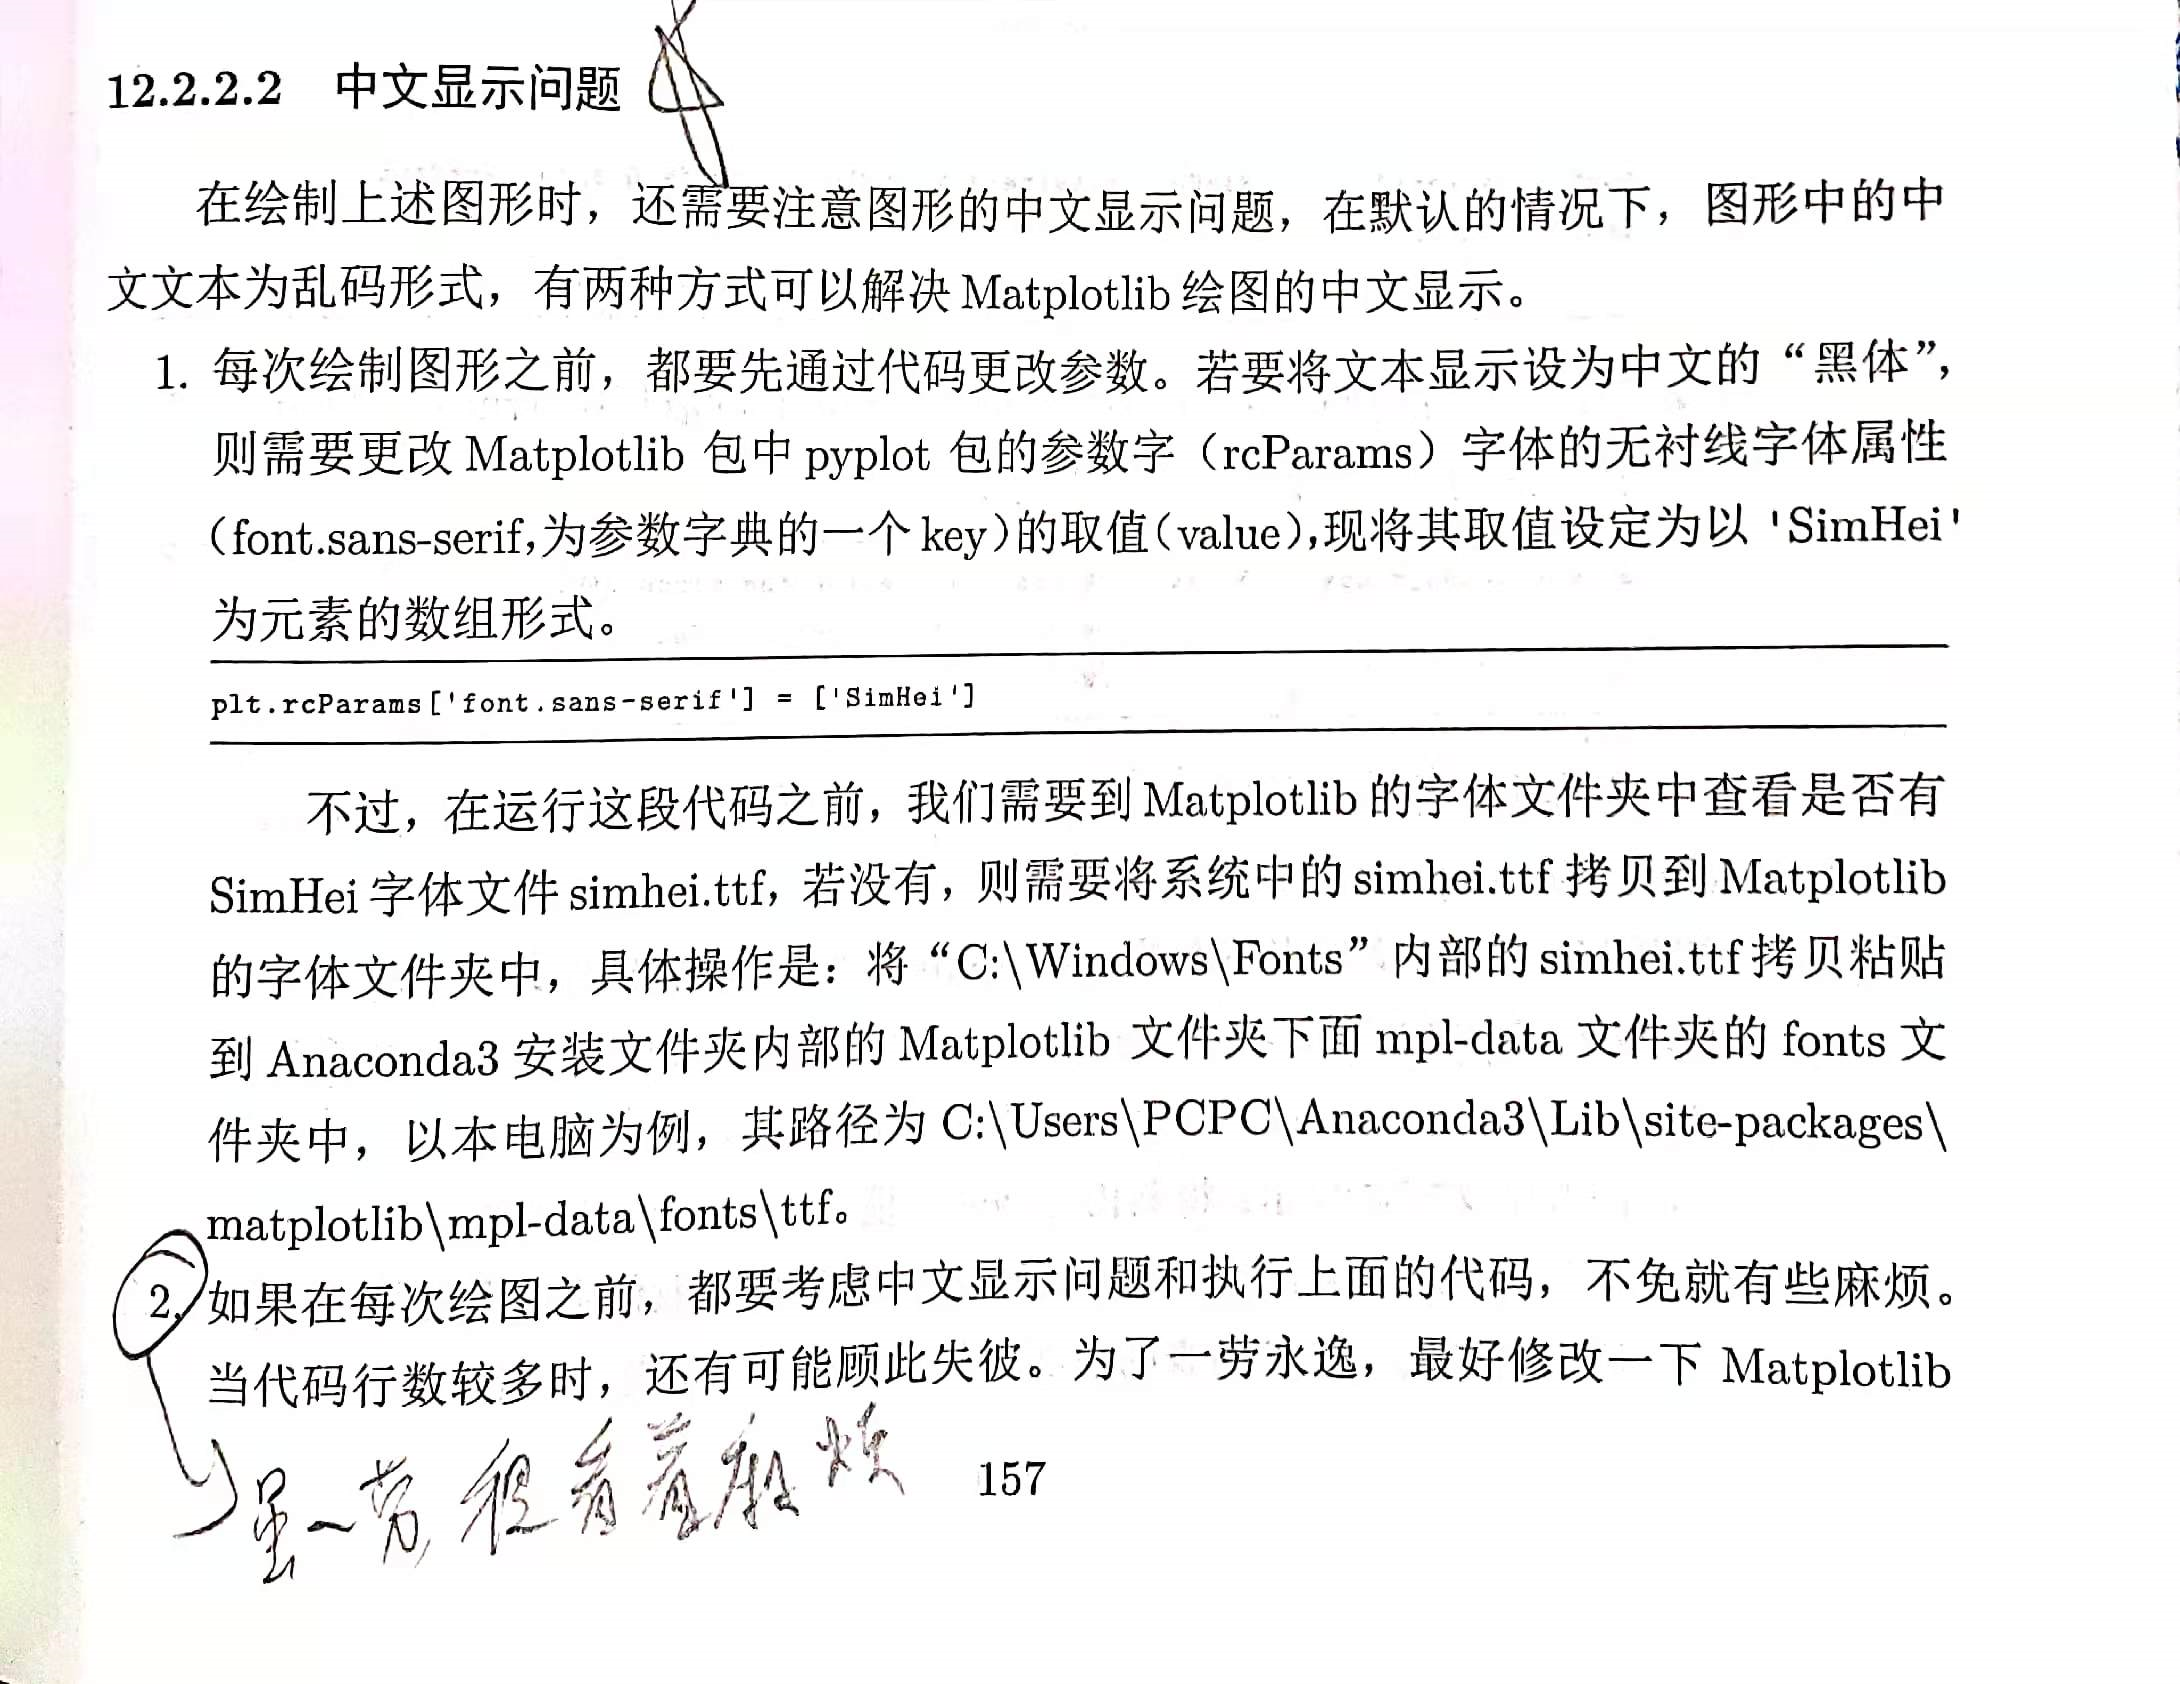 12.2.2.2 中文显示问题
在绘制上述图形时，还需要注意图形的中文显示问题，在默认的情况下，图形中的中
文文本为乱码形式，有两种方式可以解决 Matplotlib 绘图的中文显示。
1. 每次绘制图形之前，都要先通过代码更改参数。若要将文本显示设为中文的“黑体”，
则需要更改 Matplotlib 包中 pyplot 包的参数字（rcParams）字体的无衬线字体属性
（font.sans-serif，为参数字典的一个 key）的取值（value），现将其取值设定为以 'SimHei'
为元素的数组形式。
plt.rcParams['font.sans-serif'] = ['SimHei']
不过，在运行这段代码之前，我们需要到 Matplotlib 的字体文件夹中查看是否有
SimHei 字体文件 simhei.ttf，若没有，则需要将系统中的 simhei.ttf 拷贝到 Matplotlib
的字体文件夹中，具体操作是：将“C:\Windows\Fonts”内部的 simhei.ttf 拷贝粘贴
到 Anaconda3 安装文件夹内部的 Matplotlib 文件夹下面 mpl-data 文件夹的 fonts 文
件夹中，以本电脑为例，其路径为 C:\Users\PCPC\Anaconda3\Lib\site-packages\
matplotlib\mpl-data\fonts\ttf。
2. 如果在每次绘图之前，都要考虑中文显示问题和执行上面的代码，不免就有些麻烦。
当代码行数较多时，还有可能顾此失彼。为了一劳永逸，最好修改一下 Matplotlib
一劳，但看着麻烦
157